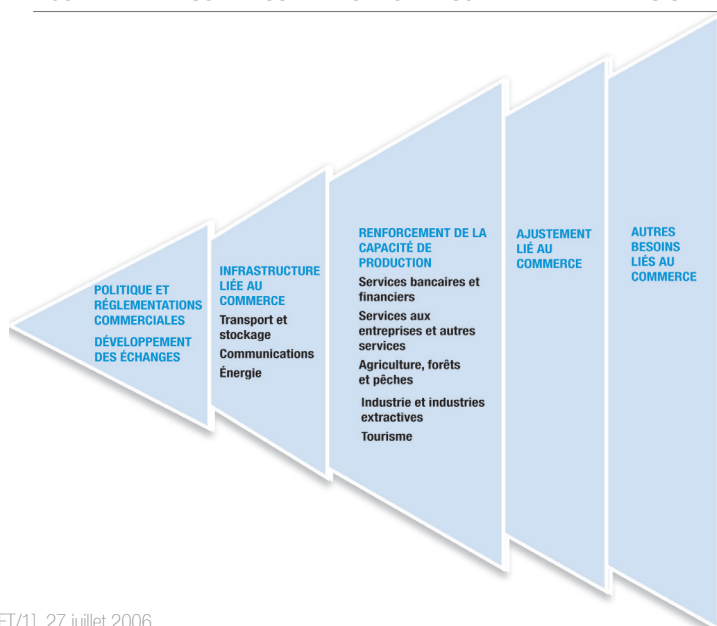 POLITIQUE ET
RÉGLEMENTATIONS
COMMERCIALES
DÉVELOPPEMENT
DES ÉCHANGES
INFRASTRUCTURE
LIÉE AU
COMMERCE
Transport et
stockage
Communications
Énergie
RENFORCEMENT DE LA
CAPACITÉ DE
PRODUCTION
Services bancaires et
financiers
Services aux
entreprises et autres
services
Agriculture, forêts
et pêches
Industrie et industries
extractives
Tourisme
AJUSTEMENT
LIÉ AU
COMMERCE
AUTRES
BESOINS
LIÉS AU
COMMERCE
FT/1], 27 juillet 2006